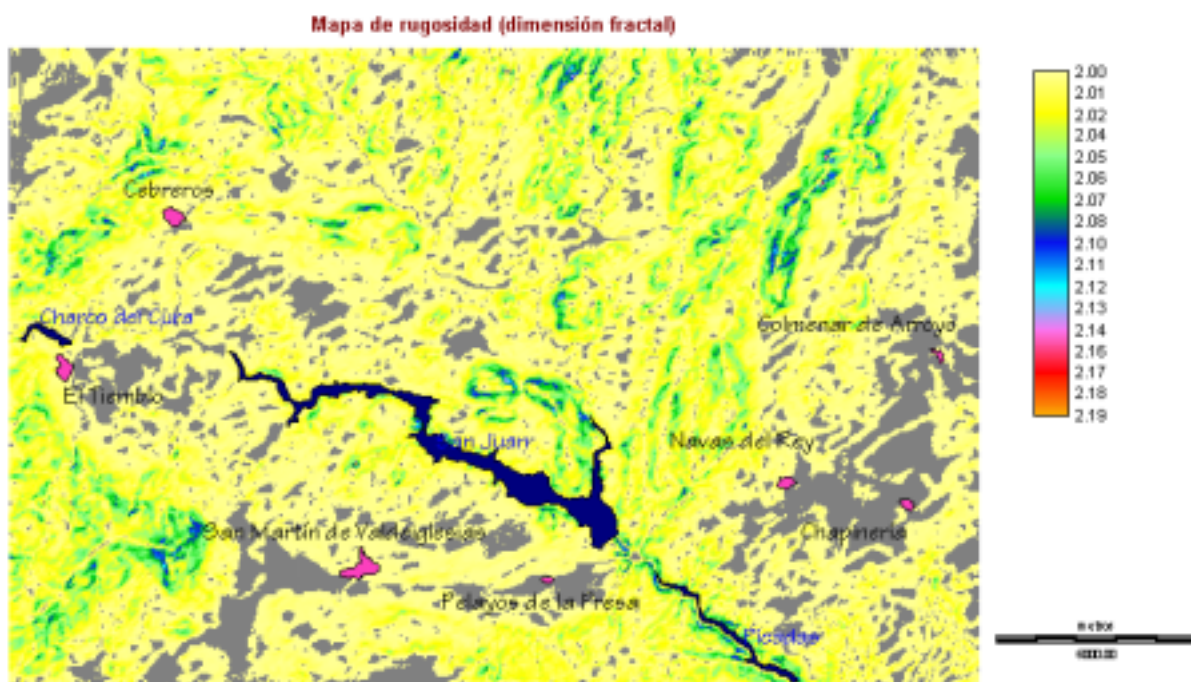 Mapa de rugosidad (dimensión fractal)
Cebreros
Charco del Cura
El Tiemblo
San Juan
San Martín de Valdeiglesias
Pelayos de la Presa
Picadas
Colmenar de Arroyo
Navas del Rey
Chapinería
2.00
2.01
2.02
2.04
2.05
2.06
2.07
2.08
2.10
2.11
2.12
2.13
2.14
2.16
2.17
2.18
2.19
metros